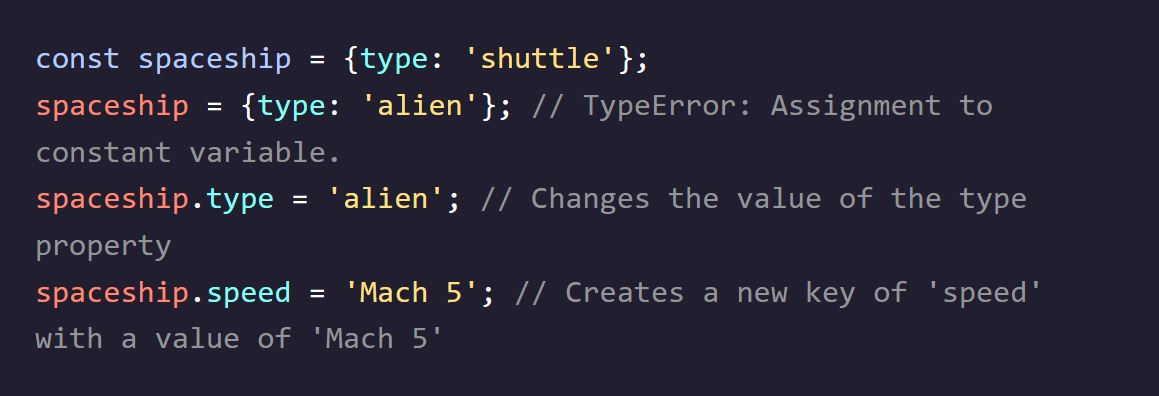 const spaceship = {type: 'shuttle'};
spaceship = {type: 'alien'}; // TypeError: Assignment to
constant variable.
spaceship.type = 'alien'; // Changes the value of the type
property
spaceship.speed = 'Mach 5'; // Creates a new key of 'speed'
with a value of 'Mach 5'